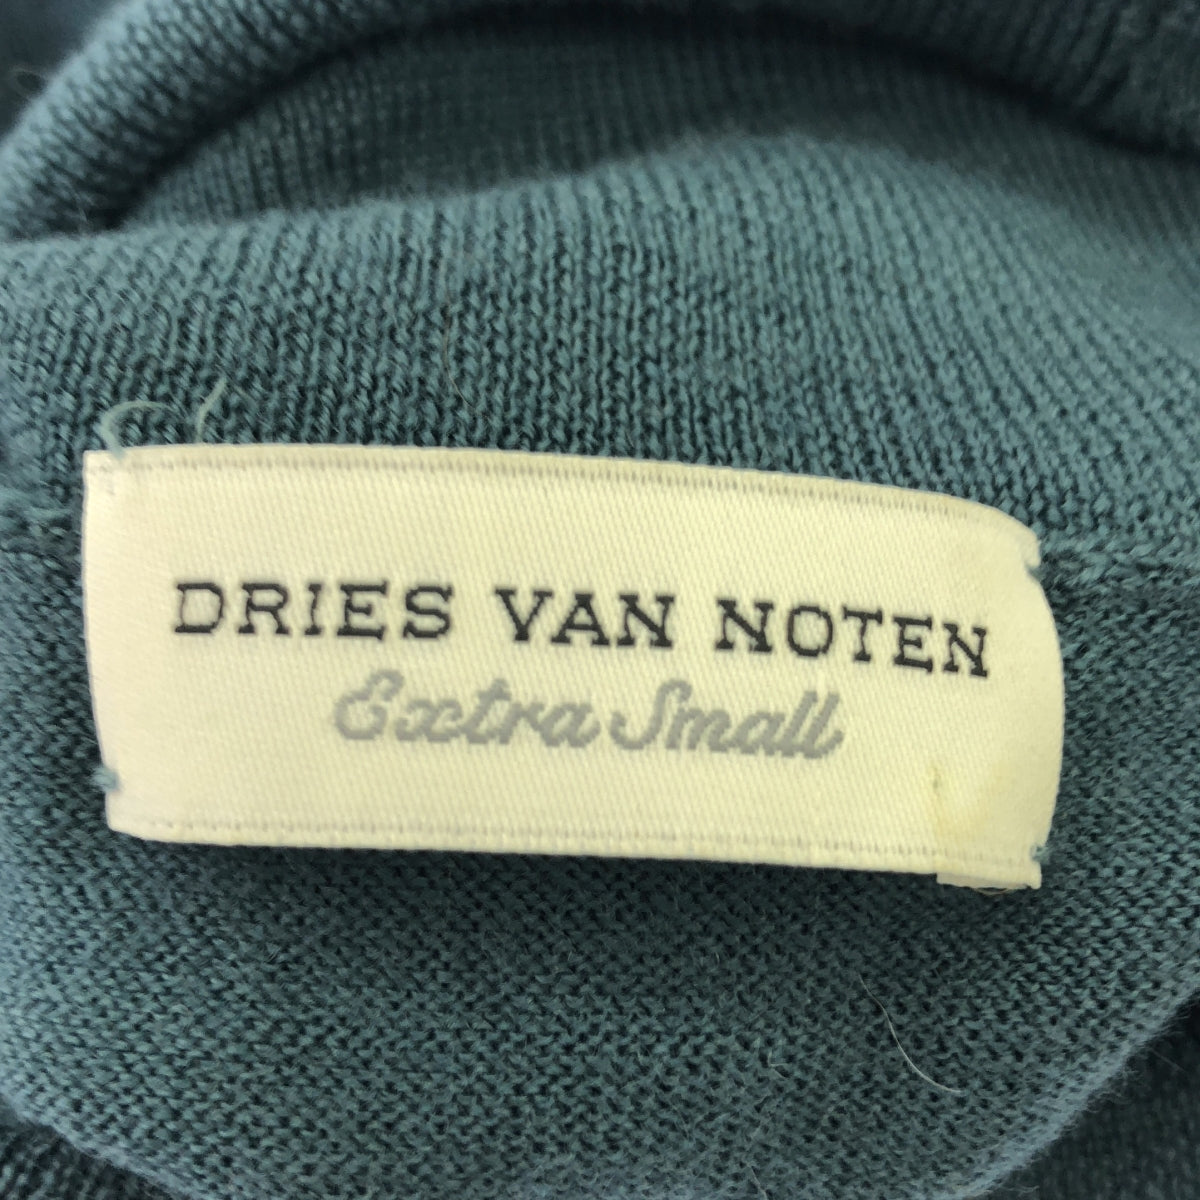 DRIES VAN NOTEN
Extra Small